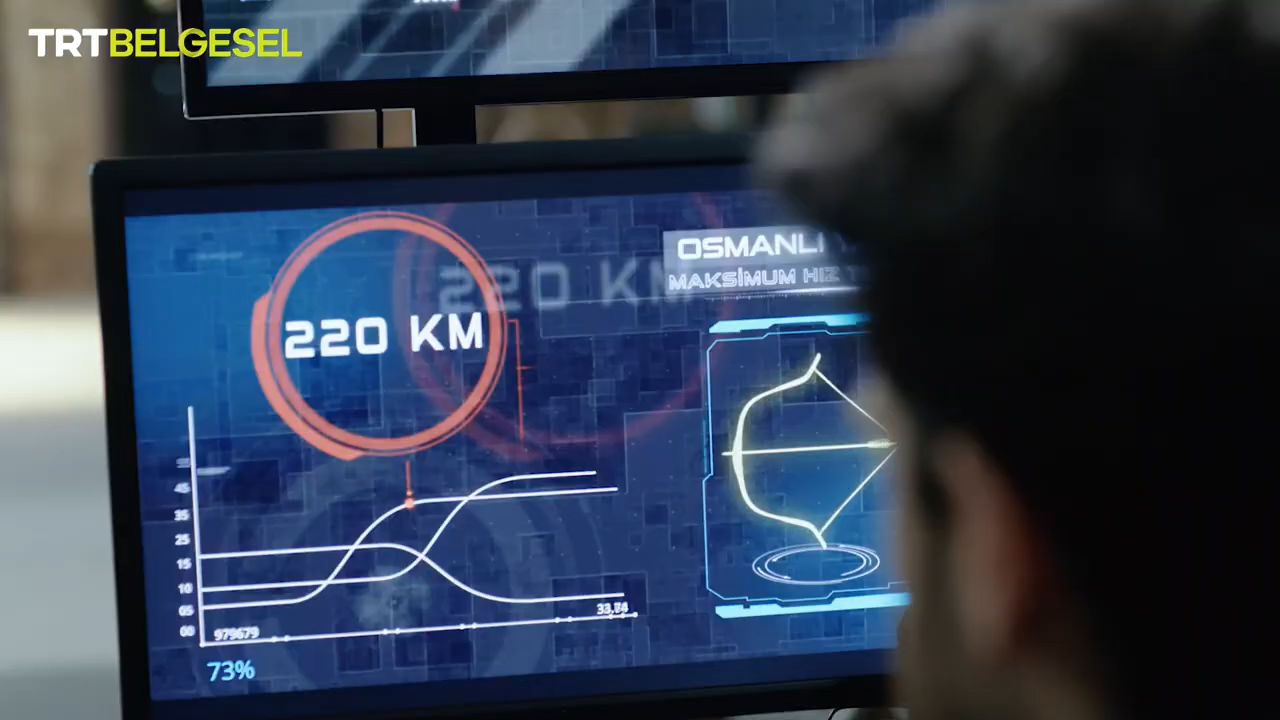 TRTBELGESEL
220 KM
220 KM
OSMANLI
MAKSİMUM HIZ
45
35
25
15
10
05
00
979679
33,74
73%